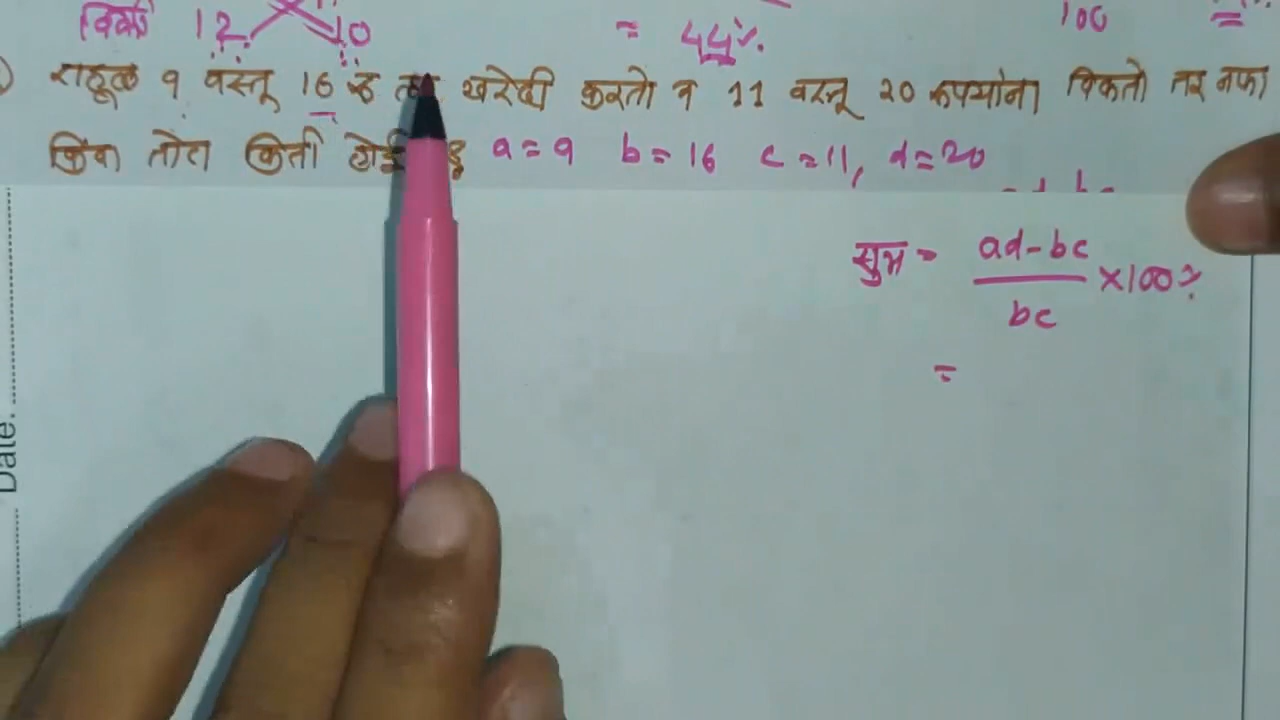 विक्री 12 10 = 44%. 100 =
राहूल 9 वस्तू 16 रु खरेदी करतो व 11 वस्तू 20 रुपयांना विकतो तर नफा
किंवा तोटा किती होईल a = 9 b = 16 c = 11, d = 20
सुत्र = ad - bc
× 100%
bc
=
Date: